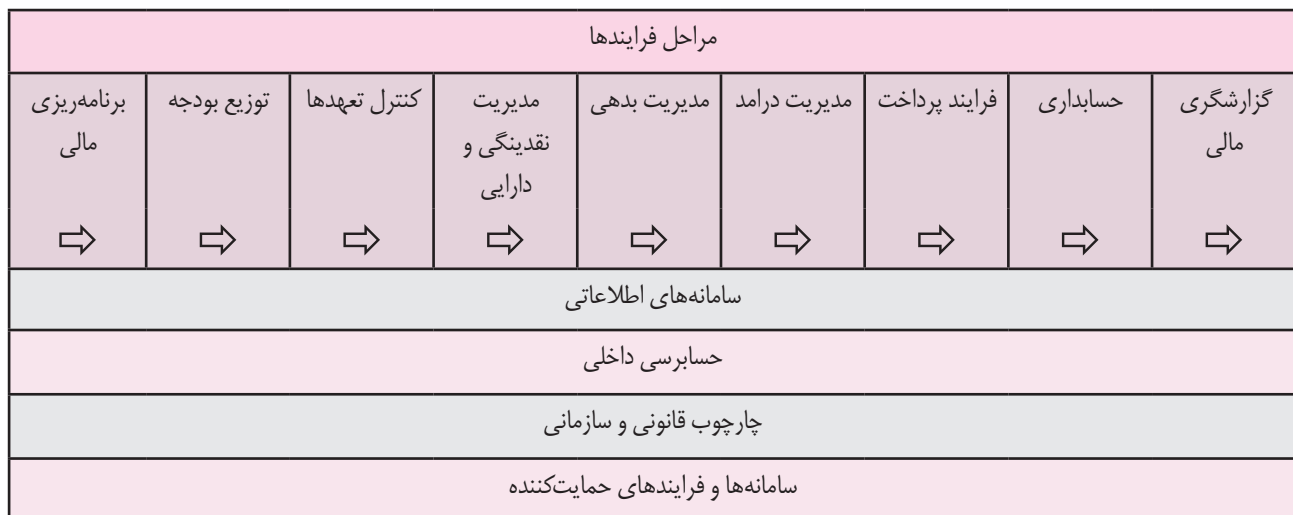 مراحل فرایندها
برنامه‌ریزی
مالی
توزیع بودجه
کنترل تعهدها
مدیریت
نقدینگی و
دارایی
مدیریت بدهی
مدیریت درامد
فرایند پرداخت
حسابداری
گزارشگری
مالی
سامانه‌های اطلاعاتی
حسابرسی داخلی
چارچوب قانونی و سازمانی
سامانه‌ها و فرایندهای حمایت‌کننده